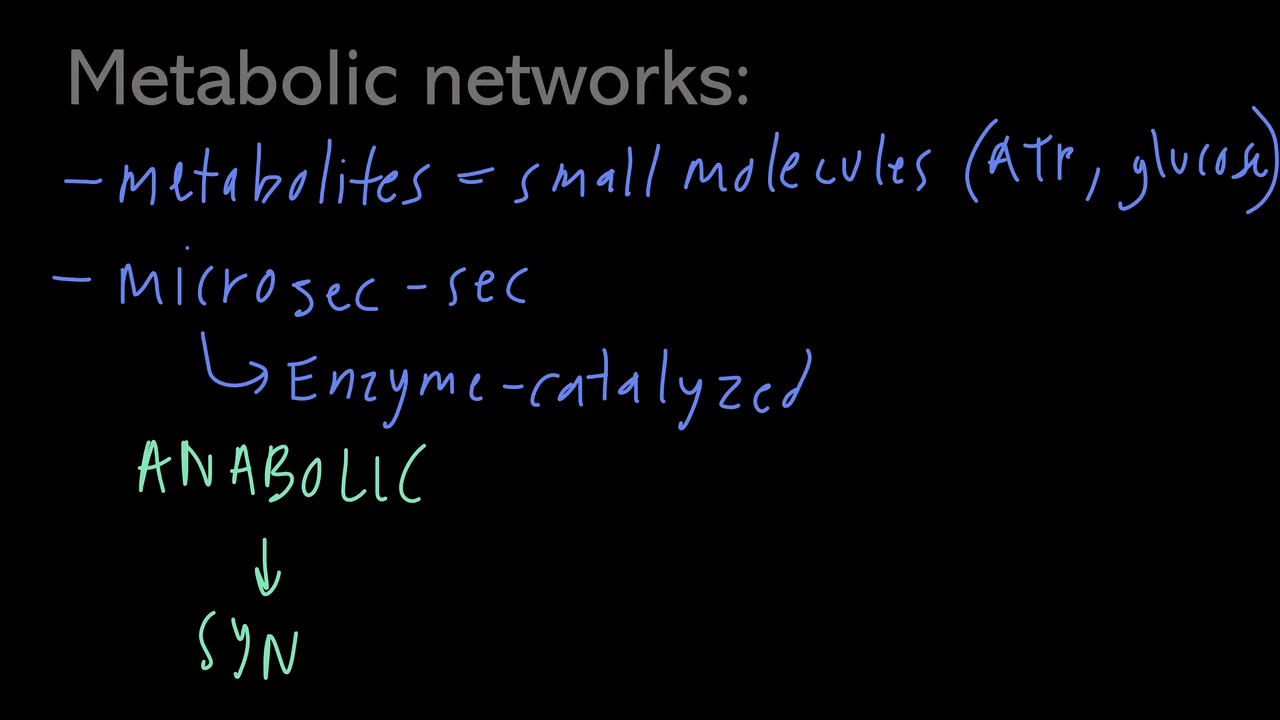 Metabolic networks:
- metabolites = small molecules (ATP, glucose)
- microsec - sec
↳ Enzyme-catalyzed
ANABOLIC
↓
SYN